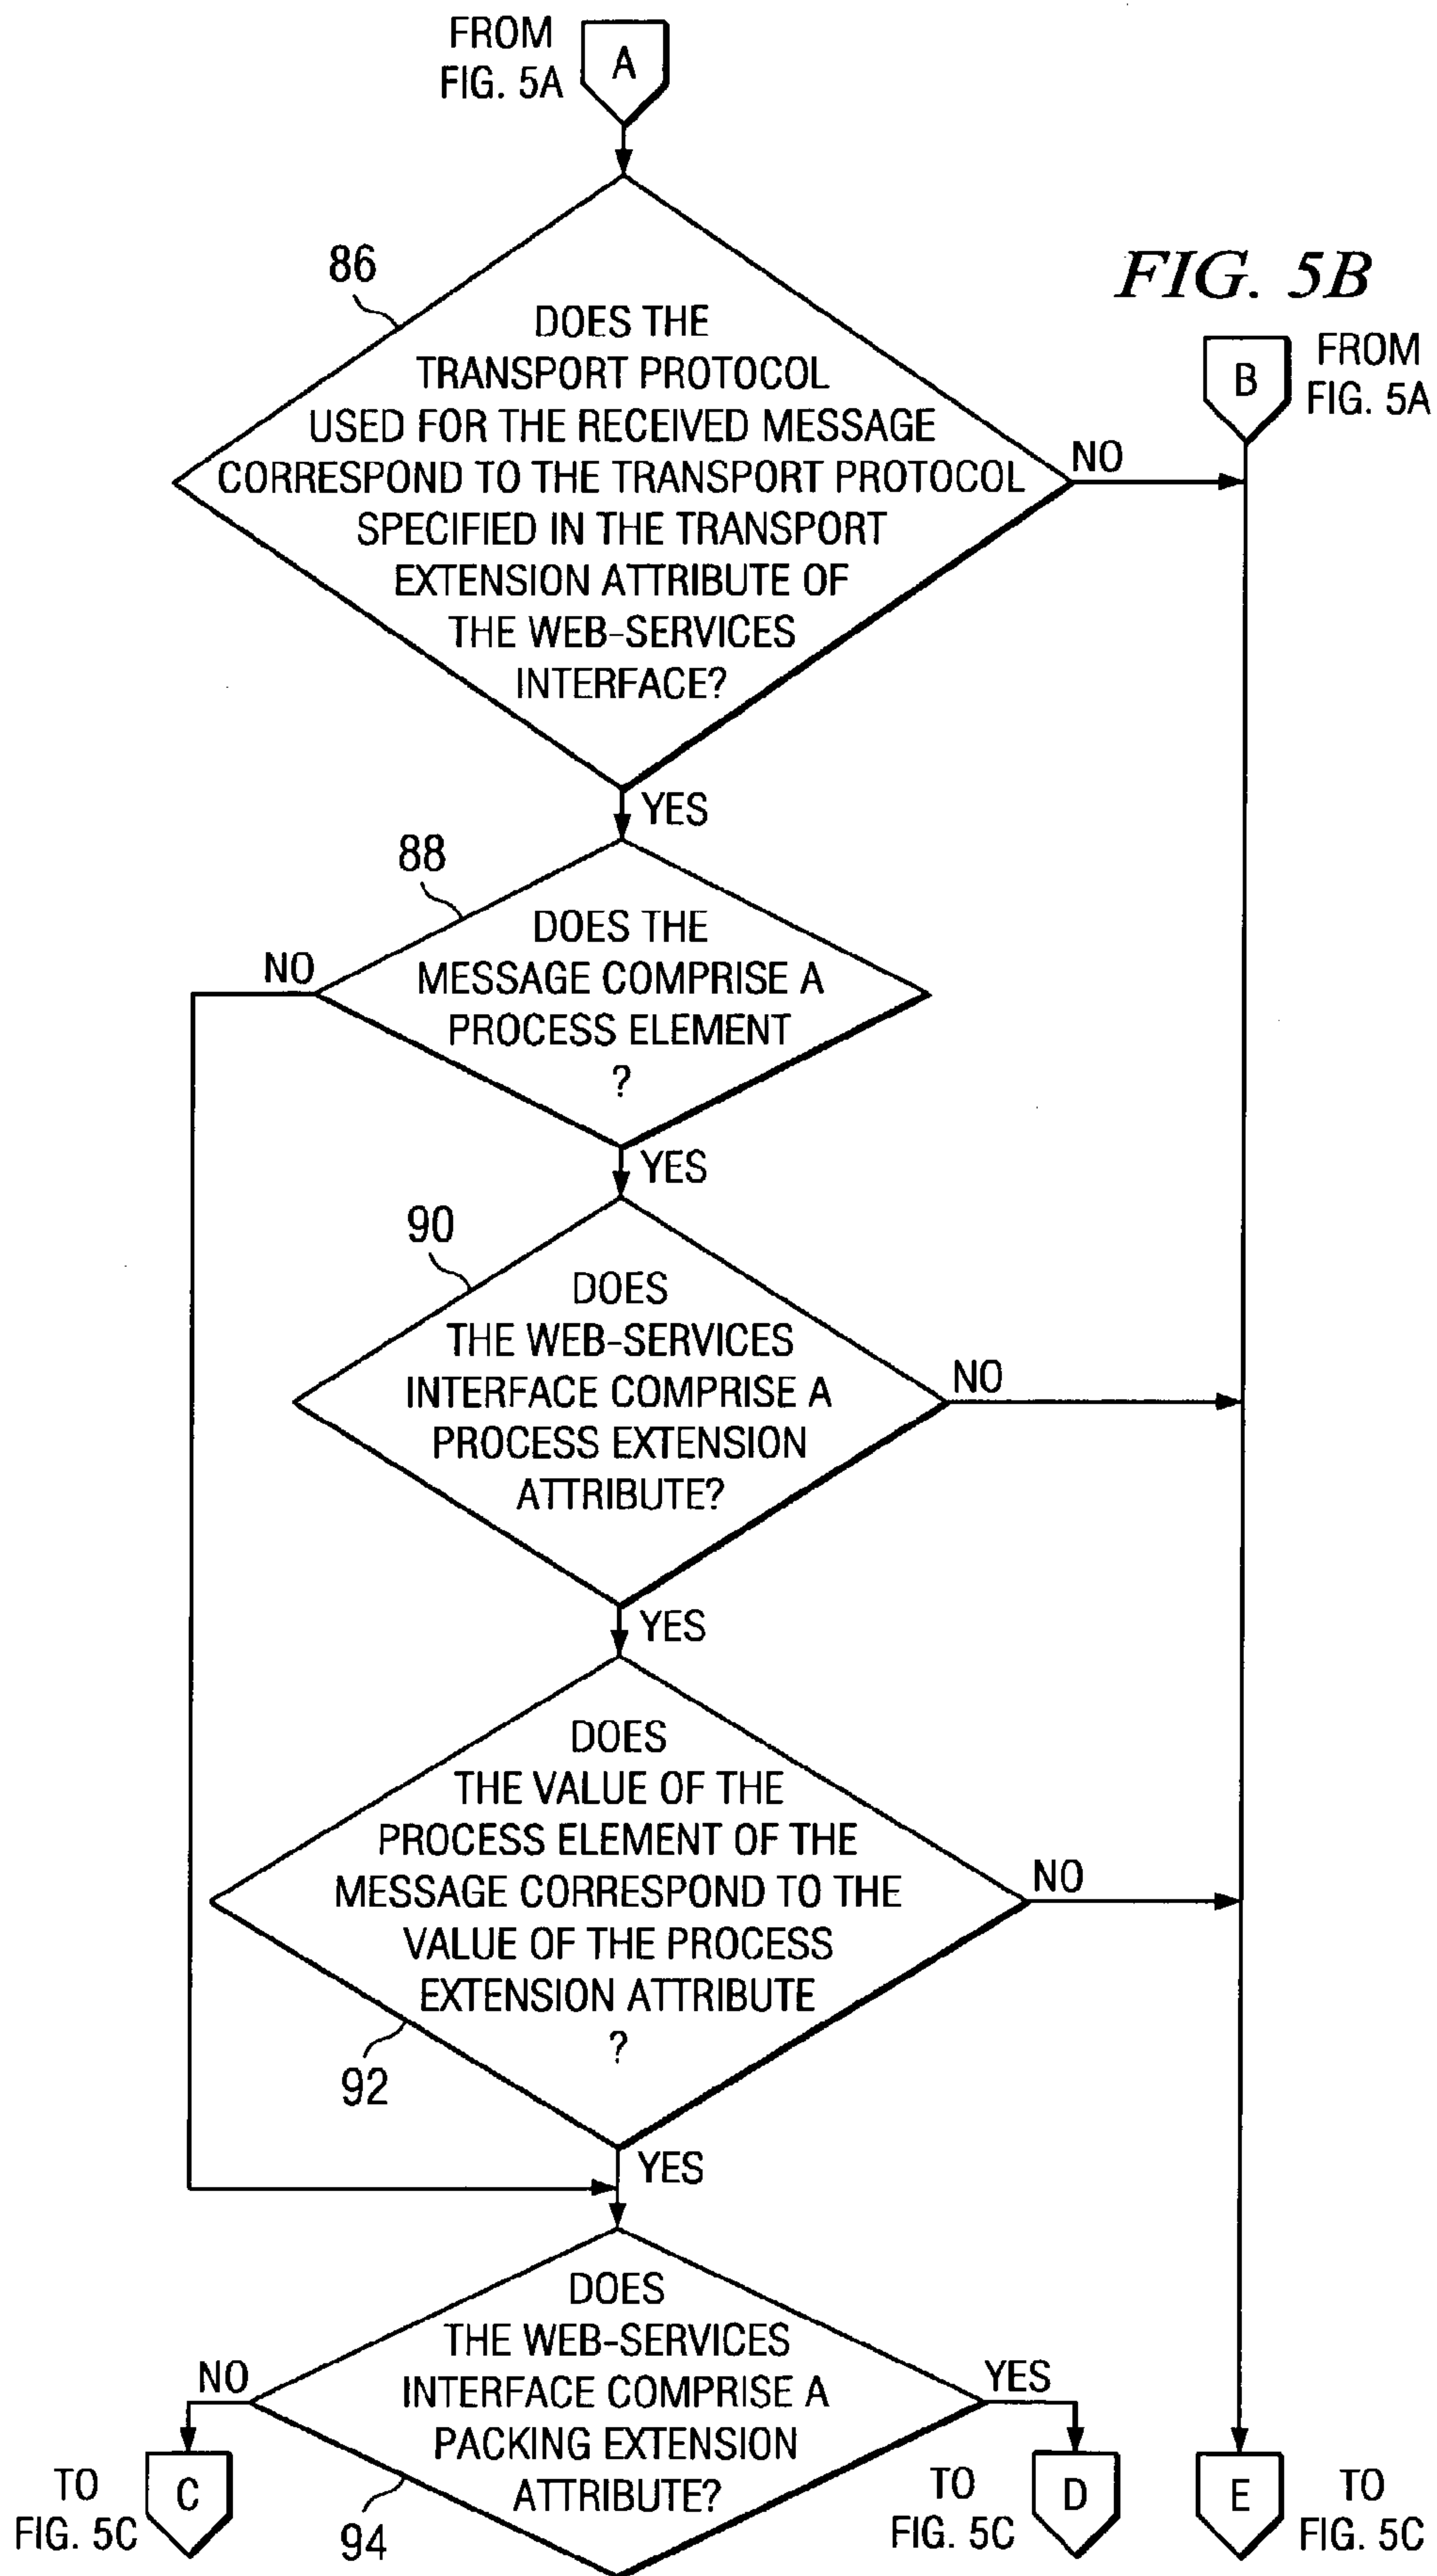 FROM
FIG. 5A
A
86
FIG. 5B
DOES THE
TRANSPORT PROTOCOL
USED FOR THE RECEIVED MESSAGE
CORRESPOND TO THE TRANSPORT PROTOCOL
SPECIFIED IN THE TRANSPORT
EXTENSION ATTRIBUTE OF
THE WEB-SERVICES
INTERFACE?
B
FROM
FIG. 5A
NO
YES
88
DOES THE
MESSAGE COMPRISE A
PROCESS ELEMENT
?
NO
YES
90
DOES
THE WEB-SERVICES
INTERFACE COMPRISE A
PROCESS EXTENSION
ATTRIBUTE?
NO
YES
DOES
THE VALUE OF THE
PROCESS ELEMENT OF THE
MESSAGE CORRESPOND TO THE
VALUE OF THE PROCESS
EXTENSION ATTRIBUTE
?
NO
92
YES
DOES
THE WEB-SERVICES
INTERFACE COMPRISE A
PACKING EXTENSION
ATTRIBUTE?
NO
YES
94
TO
FIG. 5C
C
TO
FIG. 5C
D
E
TO
FIG. 5C